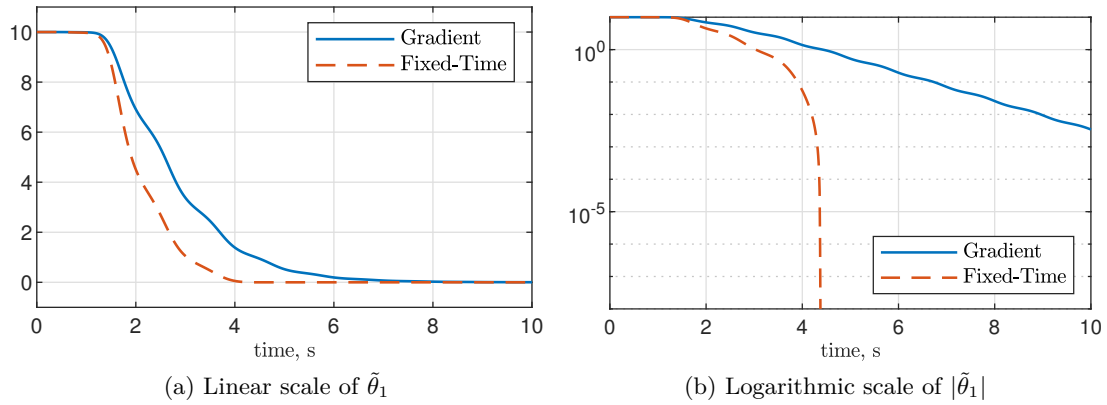 10
8
6
4
2
0
0 2 4 6 8 10
time, s
Gradient
Fixed-Time
(a) Linear scale of θ̃₁
10⁰
10⁻⁵
0 2 4 6 8 10
time, s
Gradient
Fixed-Time
(b) Logarithmic scale of |θ̃₁|